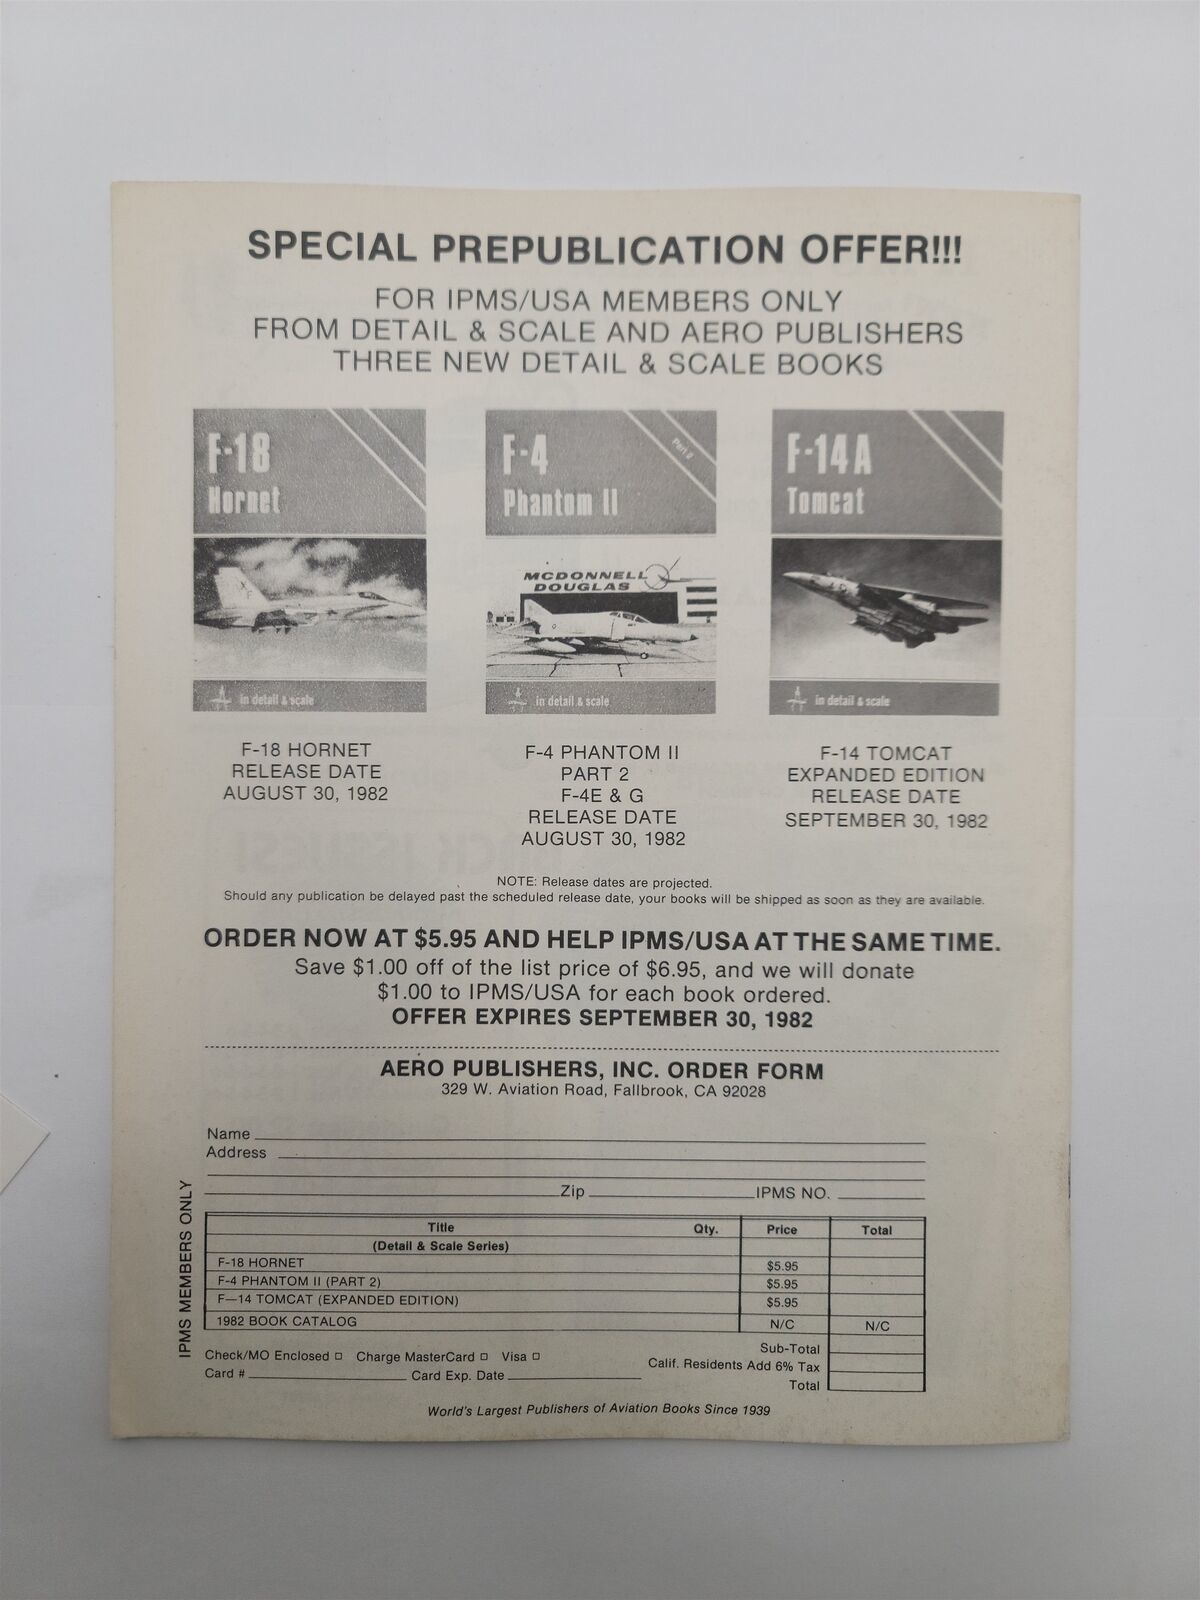 SPECIAL PREPUBLICATION OFFER!!!
FOR IPMS/USA MEMBERS ONLY
FROM DETAIL & SCALE AND AERO PUBLISHERS
THREE NEW DETAIL & SCALE BOOKS
F-18
Hornet
in detail & scale
F-4
Phantom II
Part 2
MCDONNELL
DOUGLAS
in detail & scale
F-14A
Tomcat
in detail & scale
F-18 HORNET
RELEASE DATE
AUGUST 30, 1982
F-4 PHANTOM II
PART 2
F-4E & G
RELEASE DATE
AUGUST 30, 1982
F-14 TOMCAT
EXPANDED EDITION
RELEASE DATE
SEPTEMBER 30, 1982
NOTE: Release dates are projected.
Should any publication be delayed past the scheduled release date, your books will be shipped as soon as they are available.
ORDER NOW AT $5.95 AND HELP IPMS/USA AT THE SAME TIME.
Save $1.00 off of the list price of $6.95, and we will donate
$1.00 to IPMS/USA for each book ordered.
OFFER EXPIRES SEPTEMBER 30, 1982
AERO PUBLISHERS, INC. ORDER FORM
329 W. Aviation Road, Fallbrook, CA 92028
Name
Address
Zip IPMS NO.
IPMS MEMBERS ONLY
Title Qty. Price Total
(Detail & Scale Series)
F-18 HORNET $5.95
F-4 PHANTOM II (PART 2) $5.95
F—14 TOMCAT (EXPANDED EDITION) $5.95
1982 BOOK CATALOG N/C N/C
Sub-Total
Check/MO Enclosed □ Charge MasterCard □ Visa □
Calif. Residents Add 6% Tax
Card # Card Exp. Date
Total
World's Largest Publishers of Aviation Books Since 1939